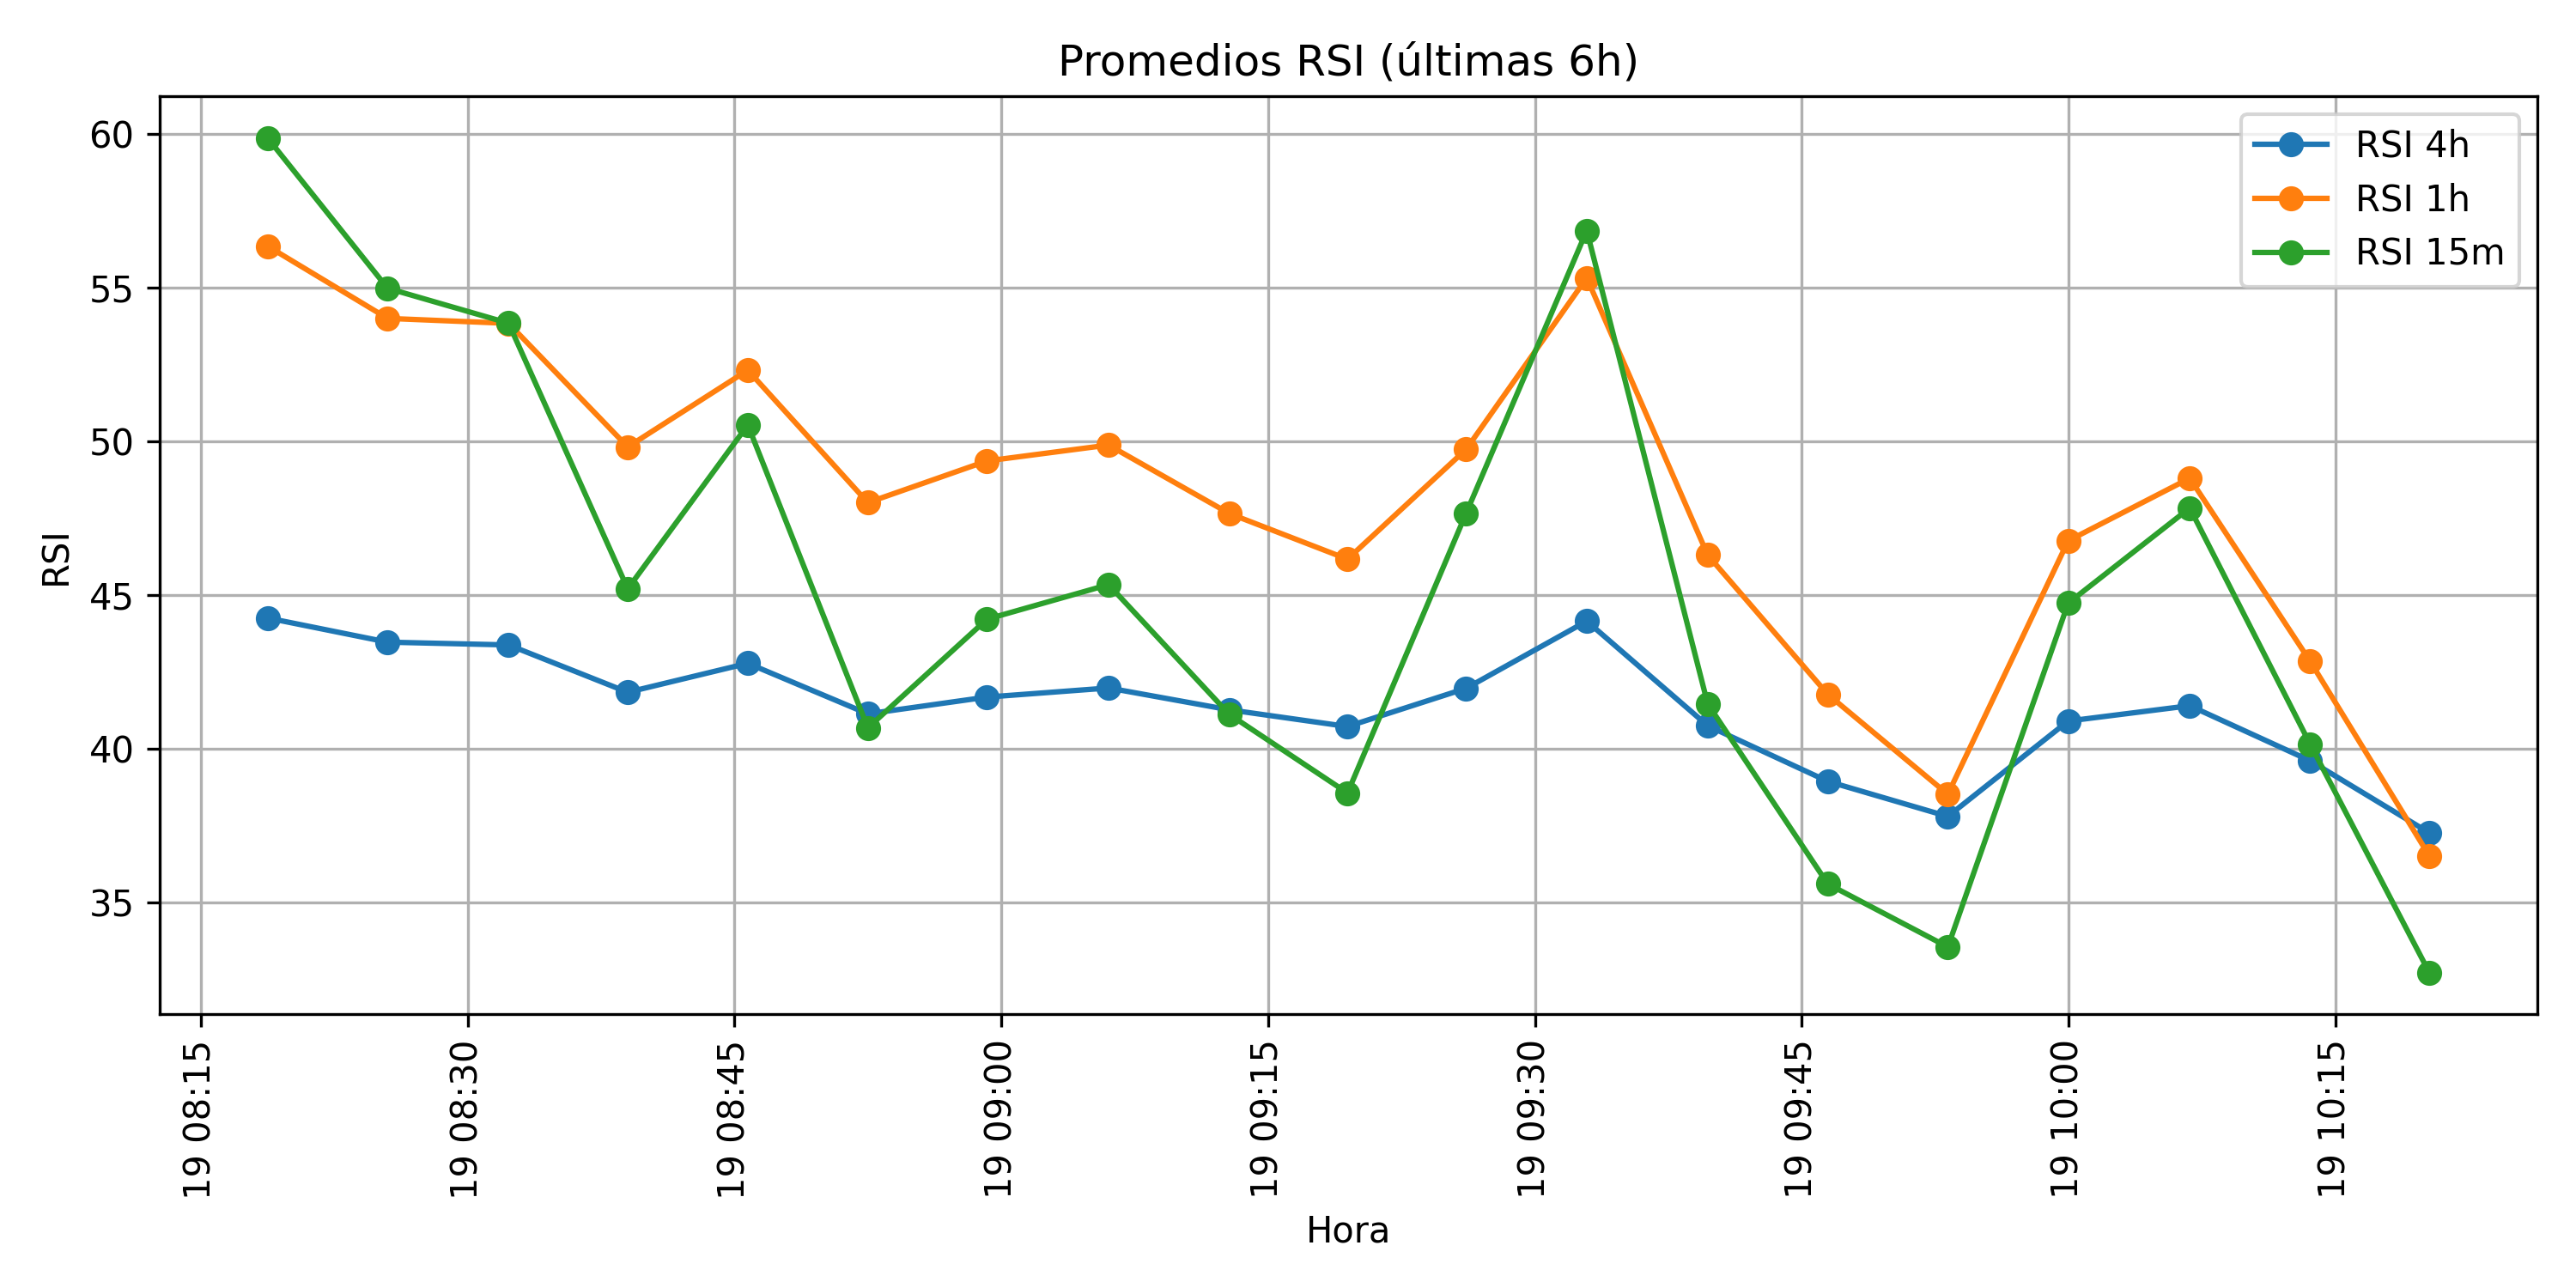 Promedios RSI (últimas 6h)
RSI 4h
RSI 1h
RSI 15m
60
55
50
45
40
35
RSI
19 08:15
19 08:30
19 08:45
19 09:00
19 09:15
19 09:30
19 09:45
19 10:00
19 10:15
Hora